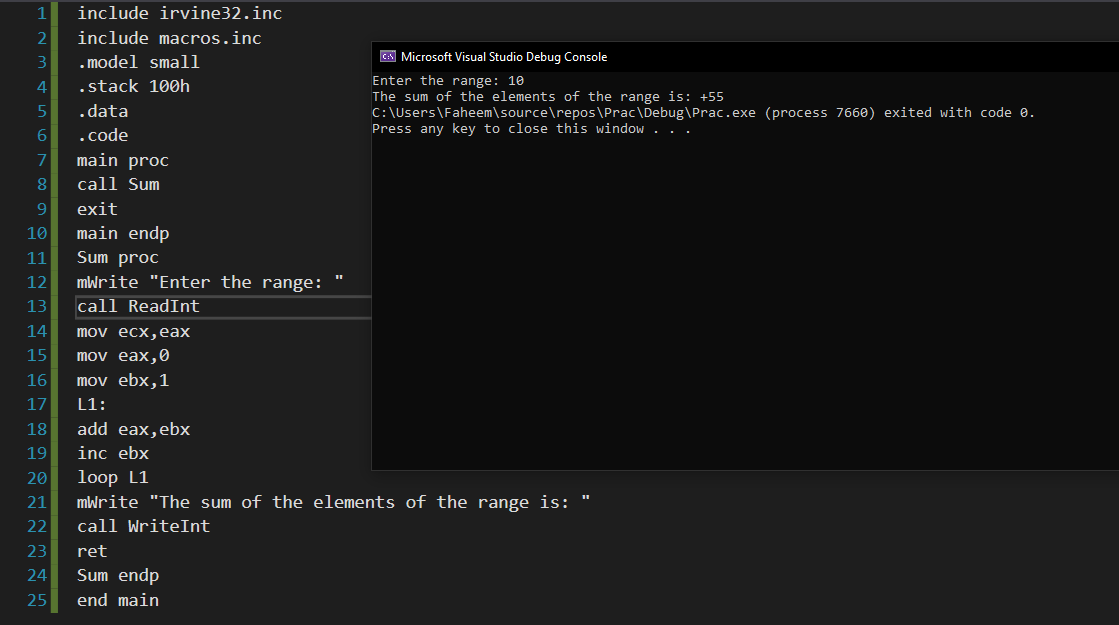 1 include irvine32.inc
2 include macros.inc
3 .model small
4 .stack 100h
5 .data
6 .code
7 main proc
8 call Sum
9 exit
10 main endp
11 Sum proc
12 mWrite "Enter the range: "
13 call ReadInt
14 mov ecx,eax
15 mov eax,0
16 mov ebx,1
17 L1:
18 add eax,ebx
19 inc ebx
20 loop L1
21 mWrite "The sum of the elements of the range is: "
22 call WriteInt
23 ret
24 Sum endp
25 end main
C:\ Microsoft Visual Studio Debug Console
Enter the range: 10
The sum of the elements of the range is: +55
C:\Users\Faheem\source\repos\Prac\Debug\Prac.exe (process 7660) exited with code 0.
Press any key to close this window . . .